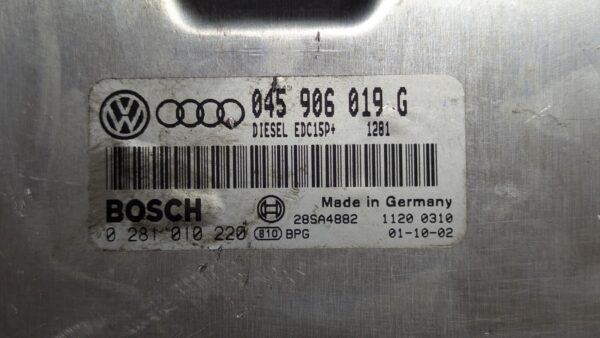 045 906 019 G
DIESEL EDC15P+ 1281
Made in Germany
BOSCH 28SA4882 1120 0310
0 281 010 220 810 BPG 01-10-02